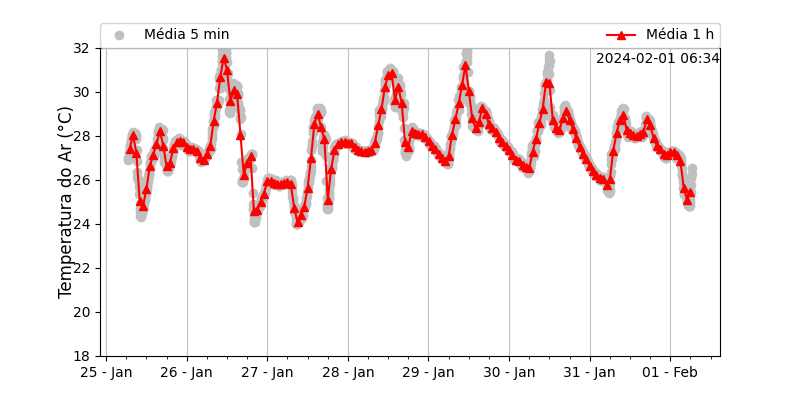 Média 5 min
Média 1 h
2024-02-01 06:34
Temperatura do Ar (°C)
32
30
28
26
24
22
20
18
25 - Jan
26 - Jan
27 - Jan
28 - Jan
29 - Jan
30 - Jan
31 - Jan
01 - Feb